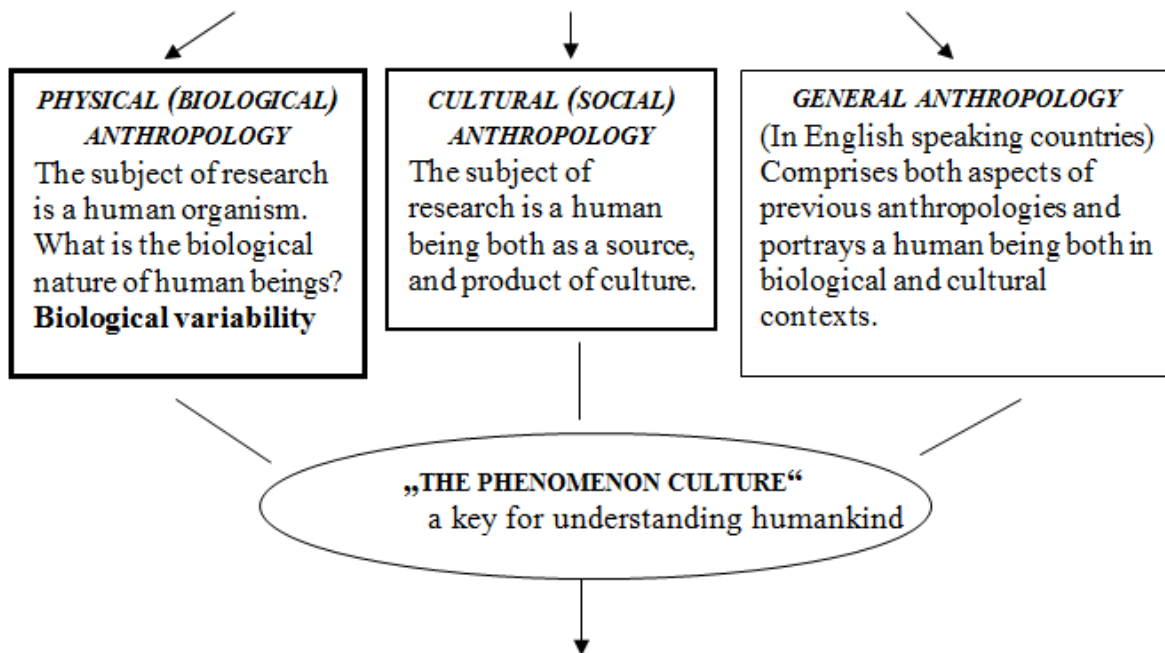 PHYSICAL (BIOLOGICAL)
ANTHROPOLOGY
The subject of research
is a human organism.
What is the biological
nature of human beings?
Biological variability
CULTURAL (SOCIAL)
ANTHROPOLOGY
The subject of
research is a human
being both as a source,
and product of culture.
GENERAL ANTHROPOLOGY
(In English speaking countries)
Comprises both aspects of
previous anthropologies and
portrays a human being both in
biological and cultural
contexts.
„THE PHENOMENON CULTURE“
a key for understanding humankind